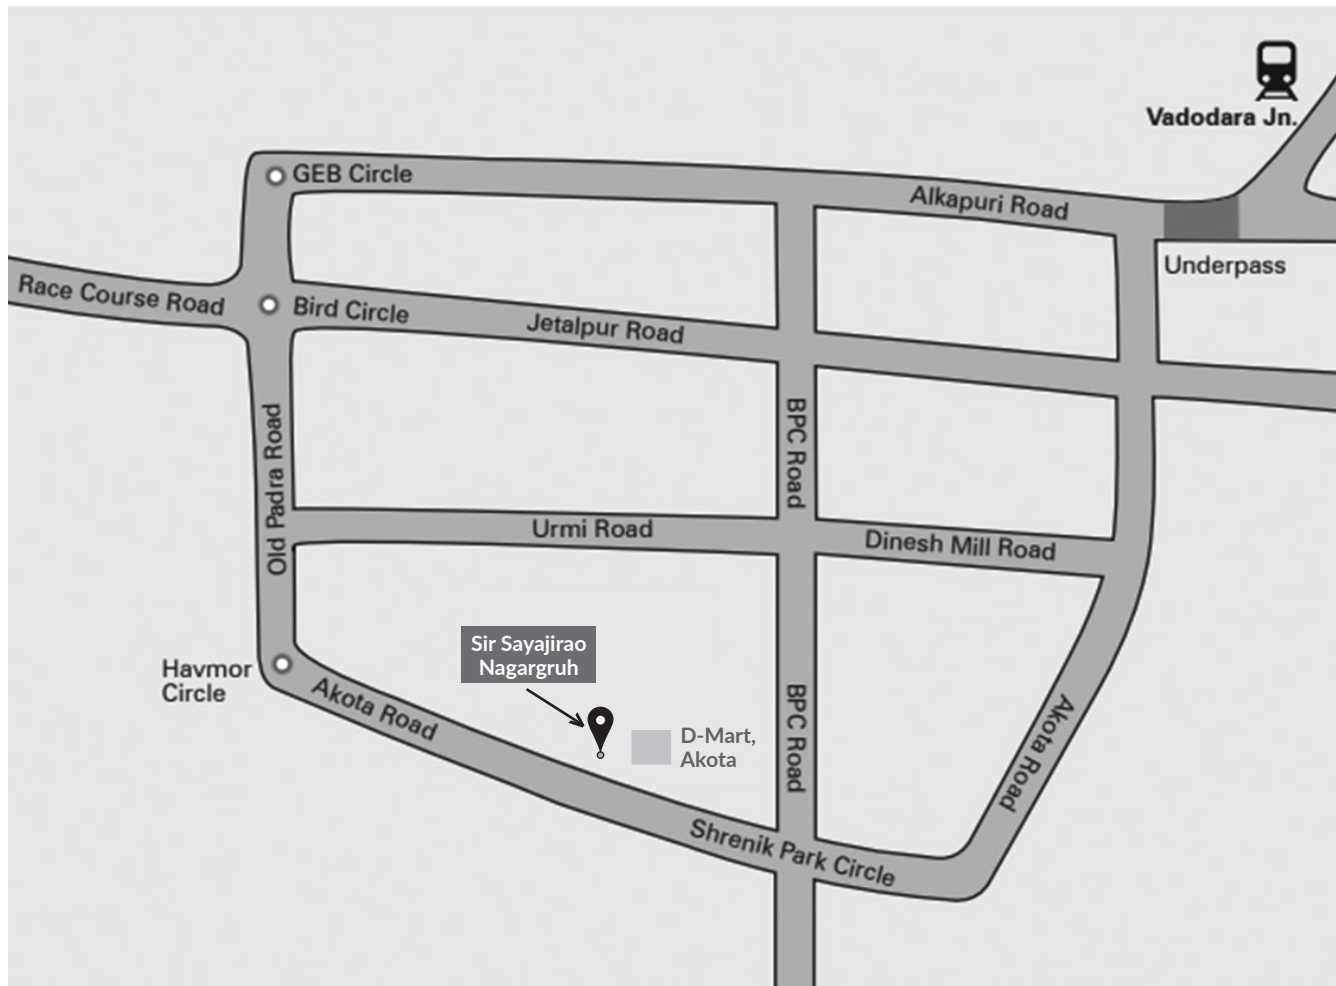 Vadodara Jn.
GEB Circle
Alkapuri Road
Underpass
Race Course Road
Bird Circle
Jetalpur Road
BPC Road
Old Padra Road
Urmi Road
Dinesh Mill Road
Sir Sayajirao
Nagargruh
Havmor
Circle
Akota Road
D-Mart,
Akota
BPC Road
Akota Road
Shrenik Park Circle